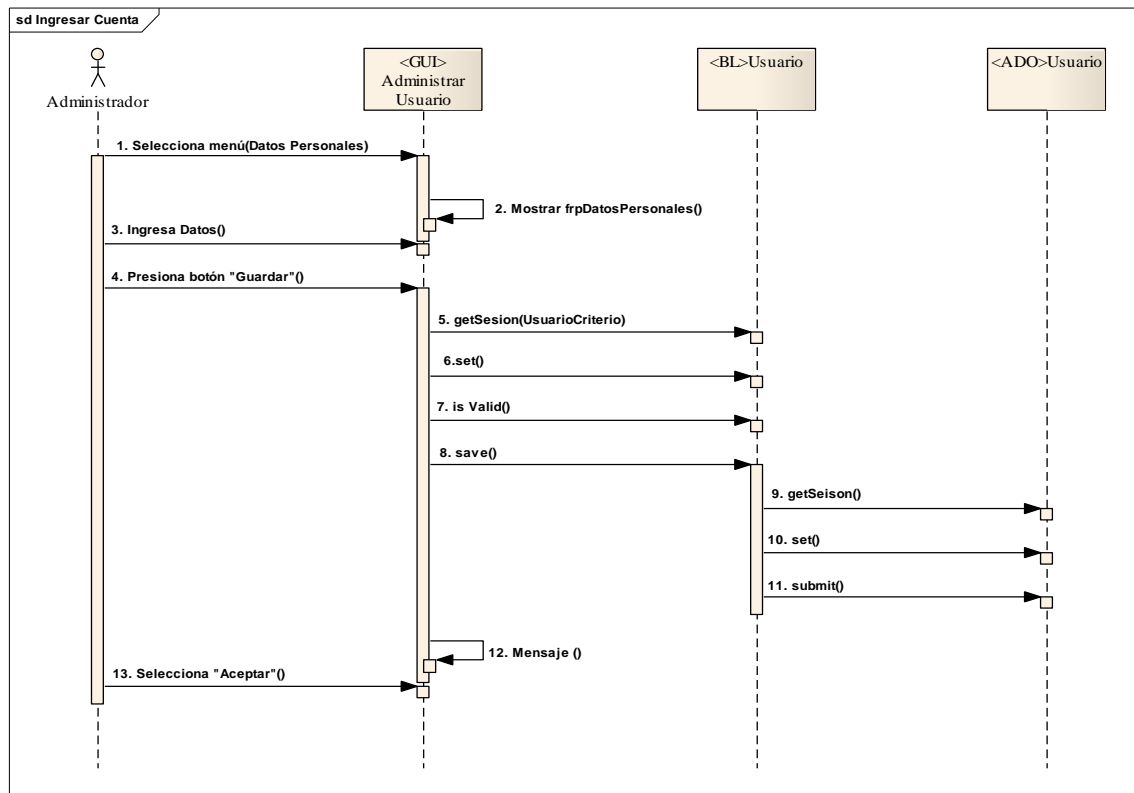 sd Ingresar Cuenta
Administrador
<GUI>
Administrar
Usuario
<BL>Usuario
<ADO>Usuario
1. Selecciona menú(Datos Personales)
2. Mostrar frpDatosPersonales()
3. Ingresa Datos()
4. Presiona botón "Guardar"()
5. getSesion(UsuarioCriterio)
6.set()
7. is Valid()
8. save()
9. getSeison()
10. set()
11. submit()
12. Mensaje ()
13. Selecciona "Aceptar"()